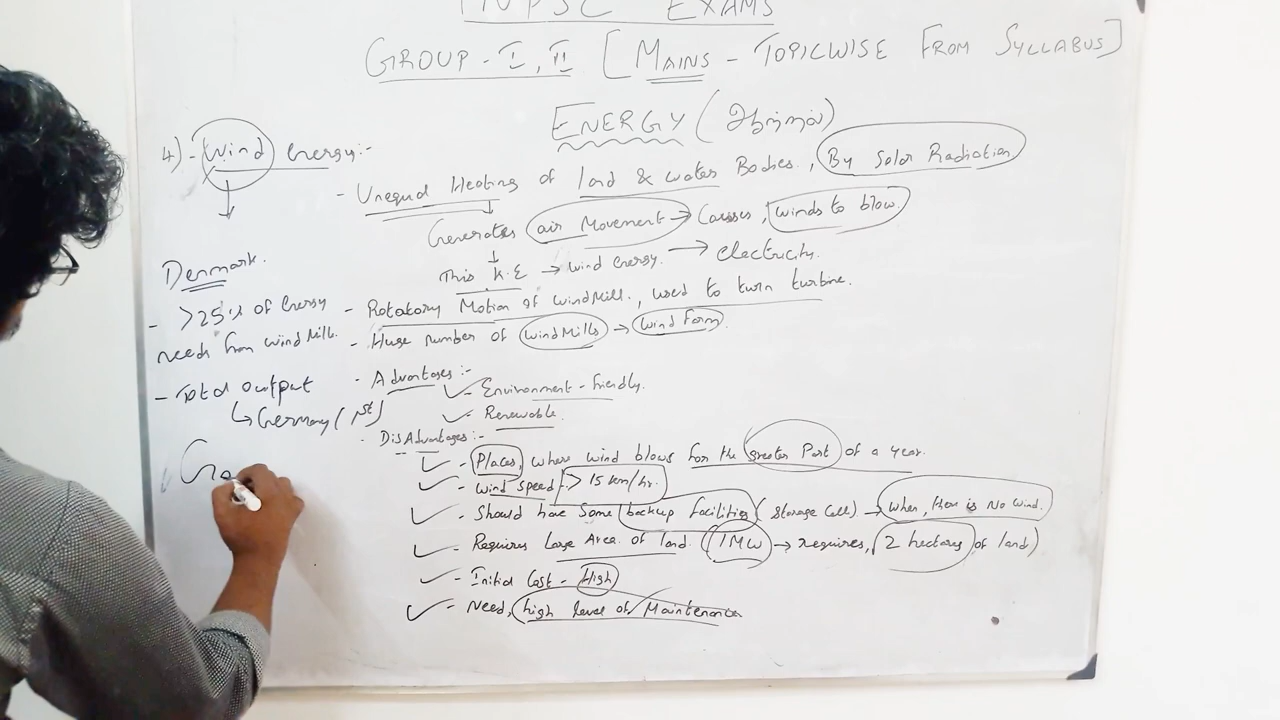 TNPSC EXAMS
GROUP - I, II [MAINS - TOPICWISE FROM SYLLABUS]
ENERGY (ஆற்றல்)
4) - Wind Energy:-
- Unequal Heating of land & water Bodies, By Solar Radiation
Generates air Movement → Causes, winds to blow.
This K.E → wind energy. → electricity.
- Rotatory Motion of windmill, used to turn turbine.
- Huge number of WindMills → Wind Farm
- Advantages:-
Environment - friendly.
Renewable.
- DisAdvantages:-
- Places, where wind blows for the greater Part of a year.
- Wind speed > 15 km/hr.
- Should have some backup facilities (storage Cell) → when, there is No wind.
- Requires Large Area of land. (1MW → requires, 2 hectares of land)
- Initial Cost - High
- Need, high level of Maintenance
Denmark.
- >25% of Energy
needs from windMill.
- Total output
↳ Germany (1st)